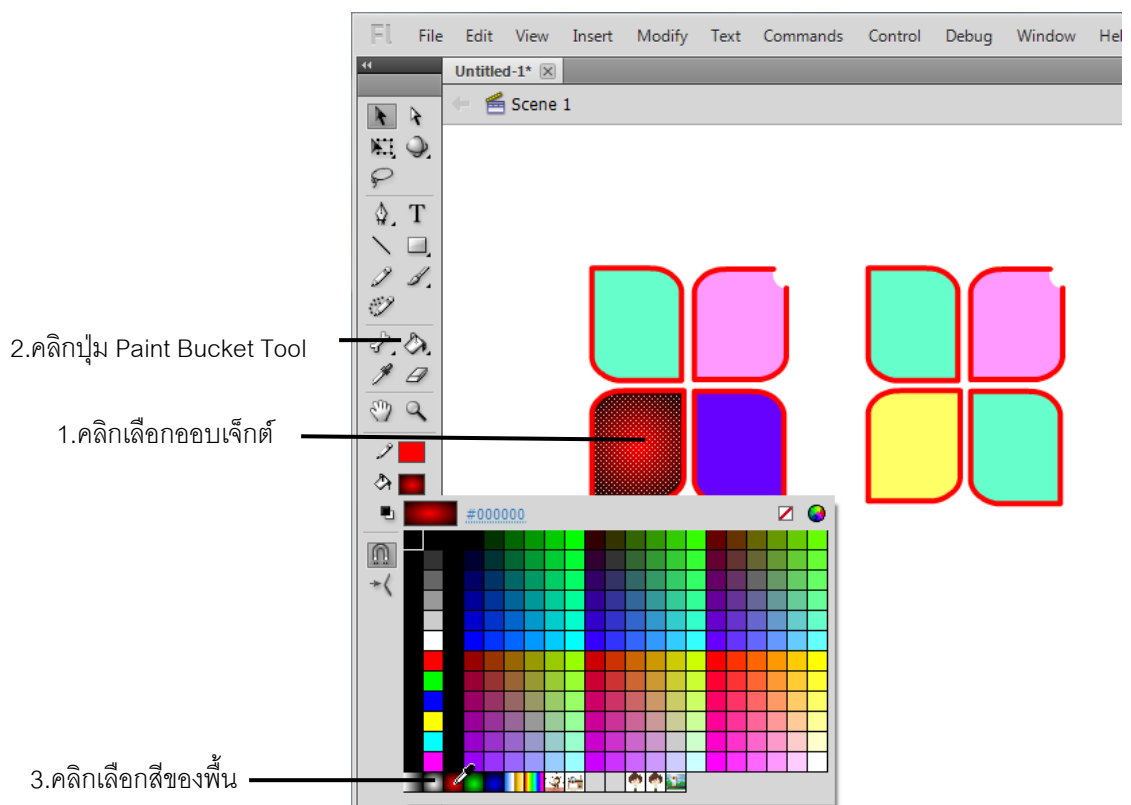 Fl File Edit View Insert Modify Text Commands Control Debug Window Hel
Untitled-1*
Scene 1
T
2.คลิกปุ่ม Paint Bucket Tool
1.คลิกเลือกออบเจ็กต์
#000000
3.คลิกเลือกสีของพื้น